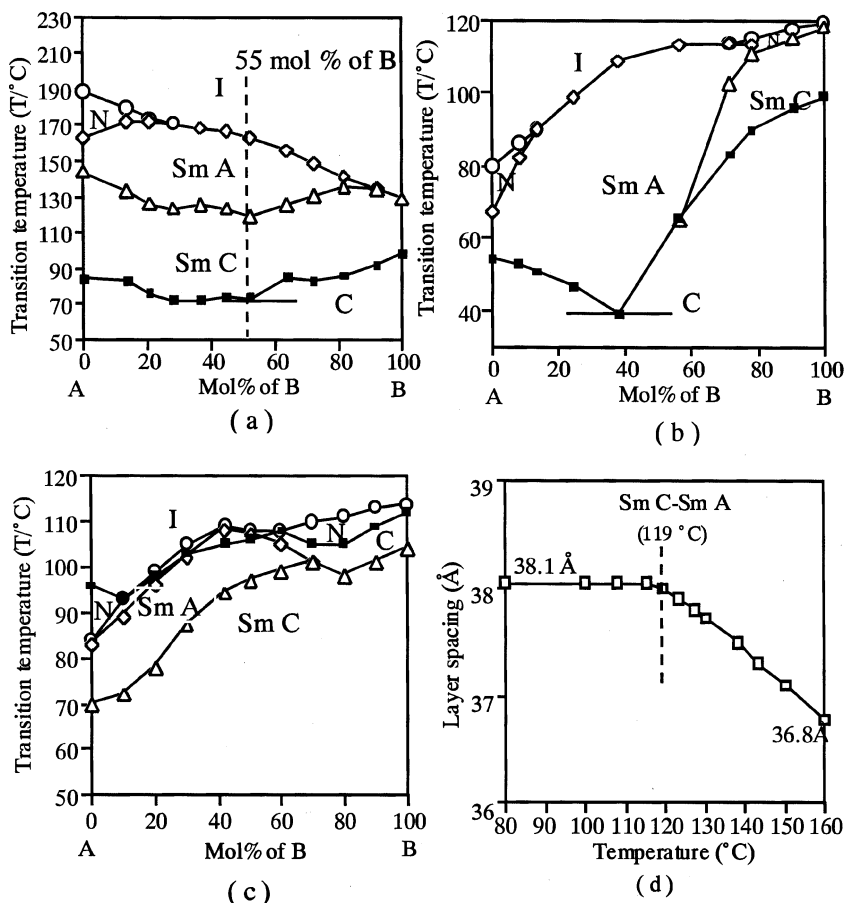 230
210
190
170
150
130
110
90
70
50
Transition temperature (T/°C)
55 mol % of B
I
N
Sm A
Sm C
C
0 20 40 60 80 100
A Mol% of B B
( a )
120
100
80
60
40
Transition temperature (T/°C)
I
N
Sm C
N
Sm A
C
0 20 40 60 80 100
A Mol% of B B
( b )
120
110
100
90
80
70
60
50
Transition temperature (T/°C)
I
N
C
N
Sm A
Sm C
0 20 40 60 80 100
A Mol% of B B
( c )
39
38
37
36
Layer spacing (Å)
Sm C-Sm A
(119 °C)
38.1 Å
36.8Å
80 90 100 110 120 130 140 150 160
Temperature (°C)
( d )